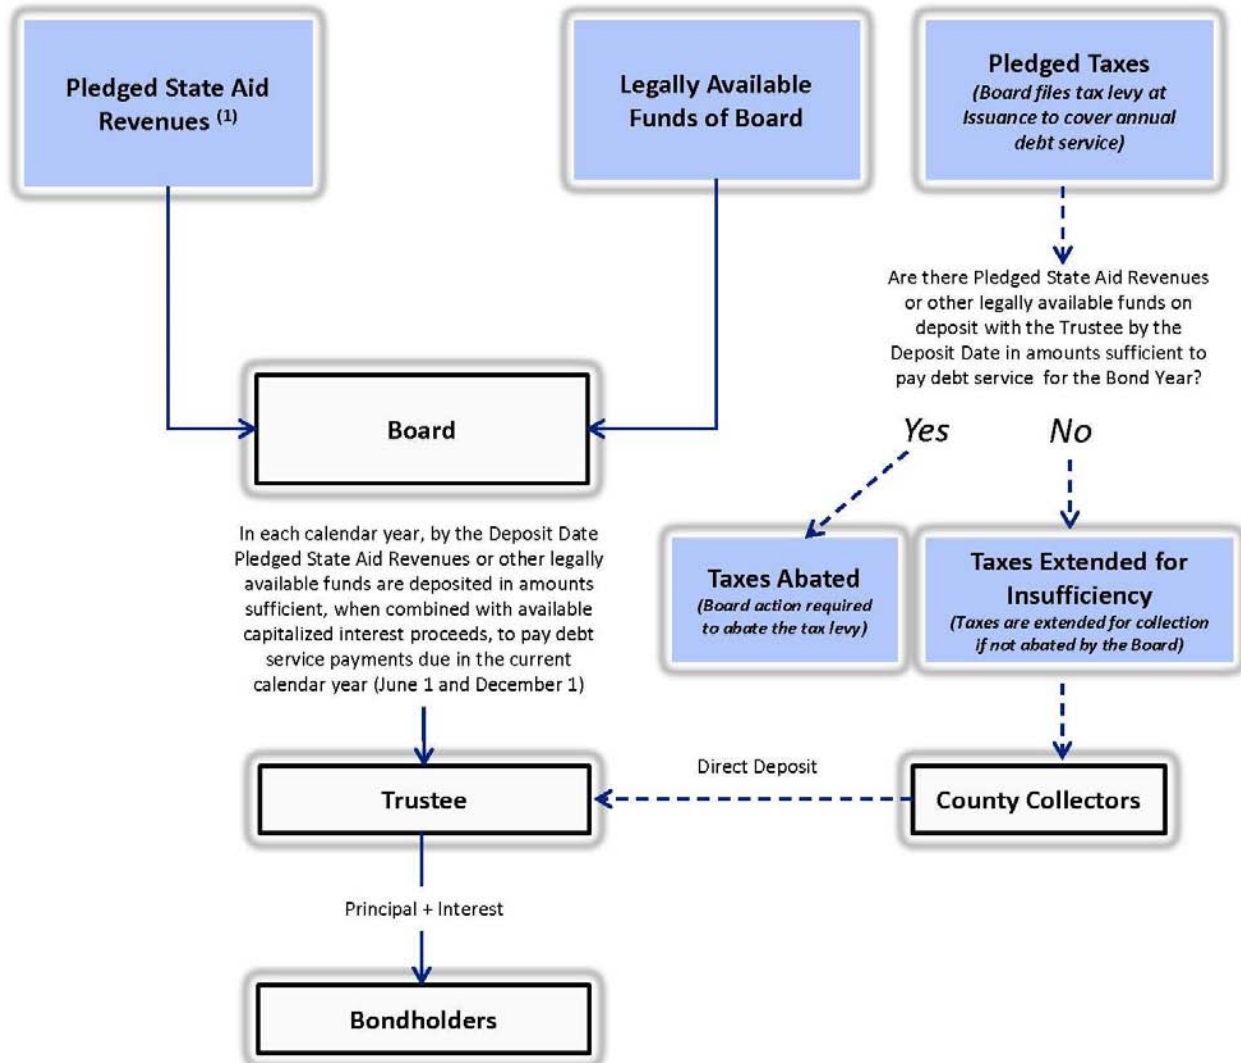 Pledged State Aid
Revenues (1)
Legally Available
Funds of Board
Pledged Taxes
(Board files tax levy at
Issuance to cover annual
debt service)
Are there Pledged State Aid Revenues
or other legally available funds on
deposit with the Trustee by the
Deposit Date in amounts sufficient to
pay debt service for the Bond Year?
Yes
No
Board
In each calendar year, by the Deposit Date
Pledged State Aid Revenues or other legally
available funds are deposited in amounts
sufficient, when combined with available
capitalized interest proceeds, to pay debt
service payments due in the current
calendar year (June 1 and December 1)
Taxes Abated
(Board action required
to abate the tax levy)
Taxes Extended for
Insufficiency
(Taxes are extended for collection
if not abated by the Board)
Trustee
Direct Deposit
County Collectors
Principal + Interest
Bondholders